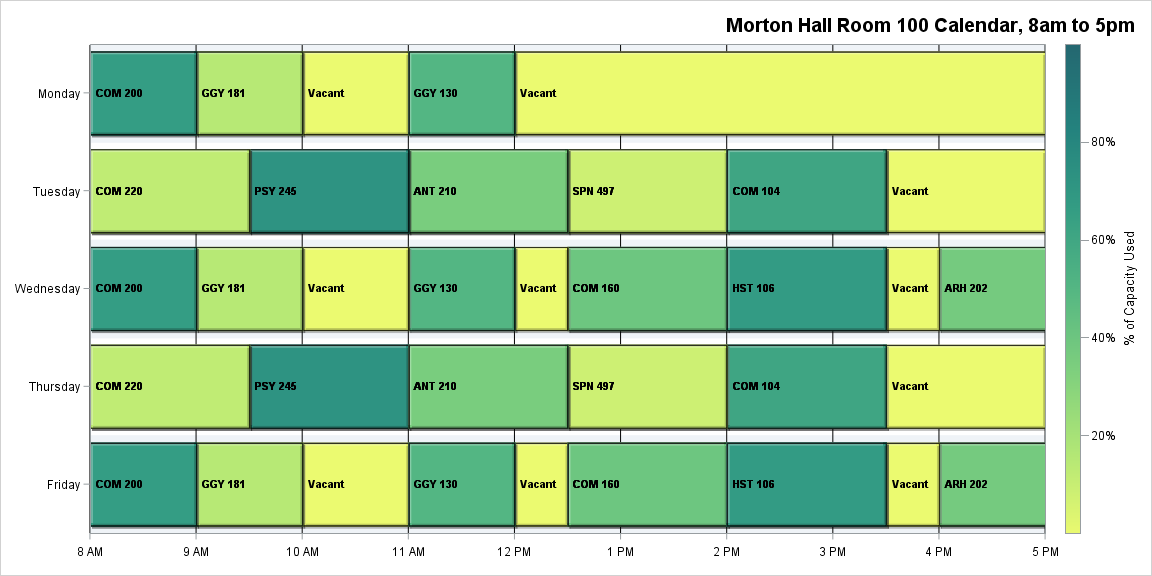 Morton Hall Room 100 Calendar, 8am to 5pm
Monday
COM 200
GGY 181
Vacant
GGY 130
Vacant
80%
Tuesday
COM 220
PSY 245
ANT 210
SPN 497
COM 104
Vacant
60%
Wednesday
COM 200
GGY 181
Vacant
GGY 130
Vacant
COM 160
HST 106
Vacant
ARH 202
% of Capacity Used
40%
Thursday
COM 220
PSY 245
ANT 210
SPN 497
COM 104
Vacant
20%
Friday
COM 200
GGY 181
Vacant
GGY 130
Vacant
COM 160
HST 106
Vacant
ARH 202
8 AM
9 AM
10 AM
11 AM
12 PM
1 PM
2 PM
3 PM
4 PM
5 PM